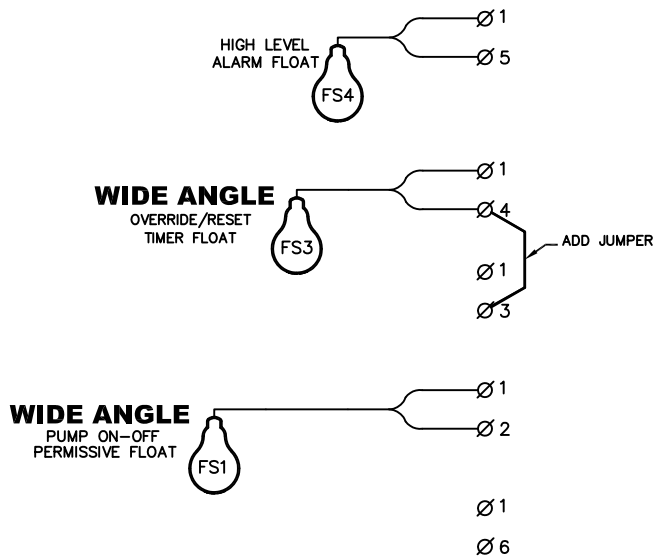 HIGH LEVEL
ALARM FLOAT
FS4
1
5
WIDE ANGLE
OVERRIDE/RESET
TIMER FLOAT
FS3
1
4
1
3
ADD JUMPER
WIDE ANGLE
PUMP ON-OFF
PERMISSIVE FLOAT
FS1
1
2
1
6